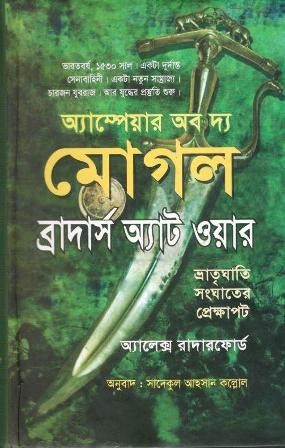 ভারতবর্ষ, ১৫৩০ সাল : একটা দুর্দান্ত
সেনাবাহিনী। একটা নতুন সাম্রাজ্য।
চারজন যুবরাজ। আর যুদ্ধের প্রস্তুতি শুরু।
অ্যাম্পেয়ার অব দ্য
মোগল
ব্রাদার্স অ্যাট ওয়ার
ভ্রাতৃঘাতি
সংঘাতের
প্রেক্ষাপট
অ্যালেক্স রাদারফোর্ড
অনুবাদ : সাদেকুল আহসান কল্লোল